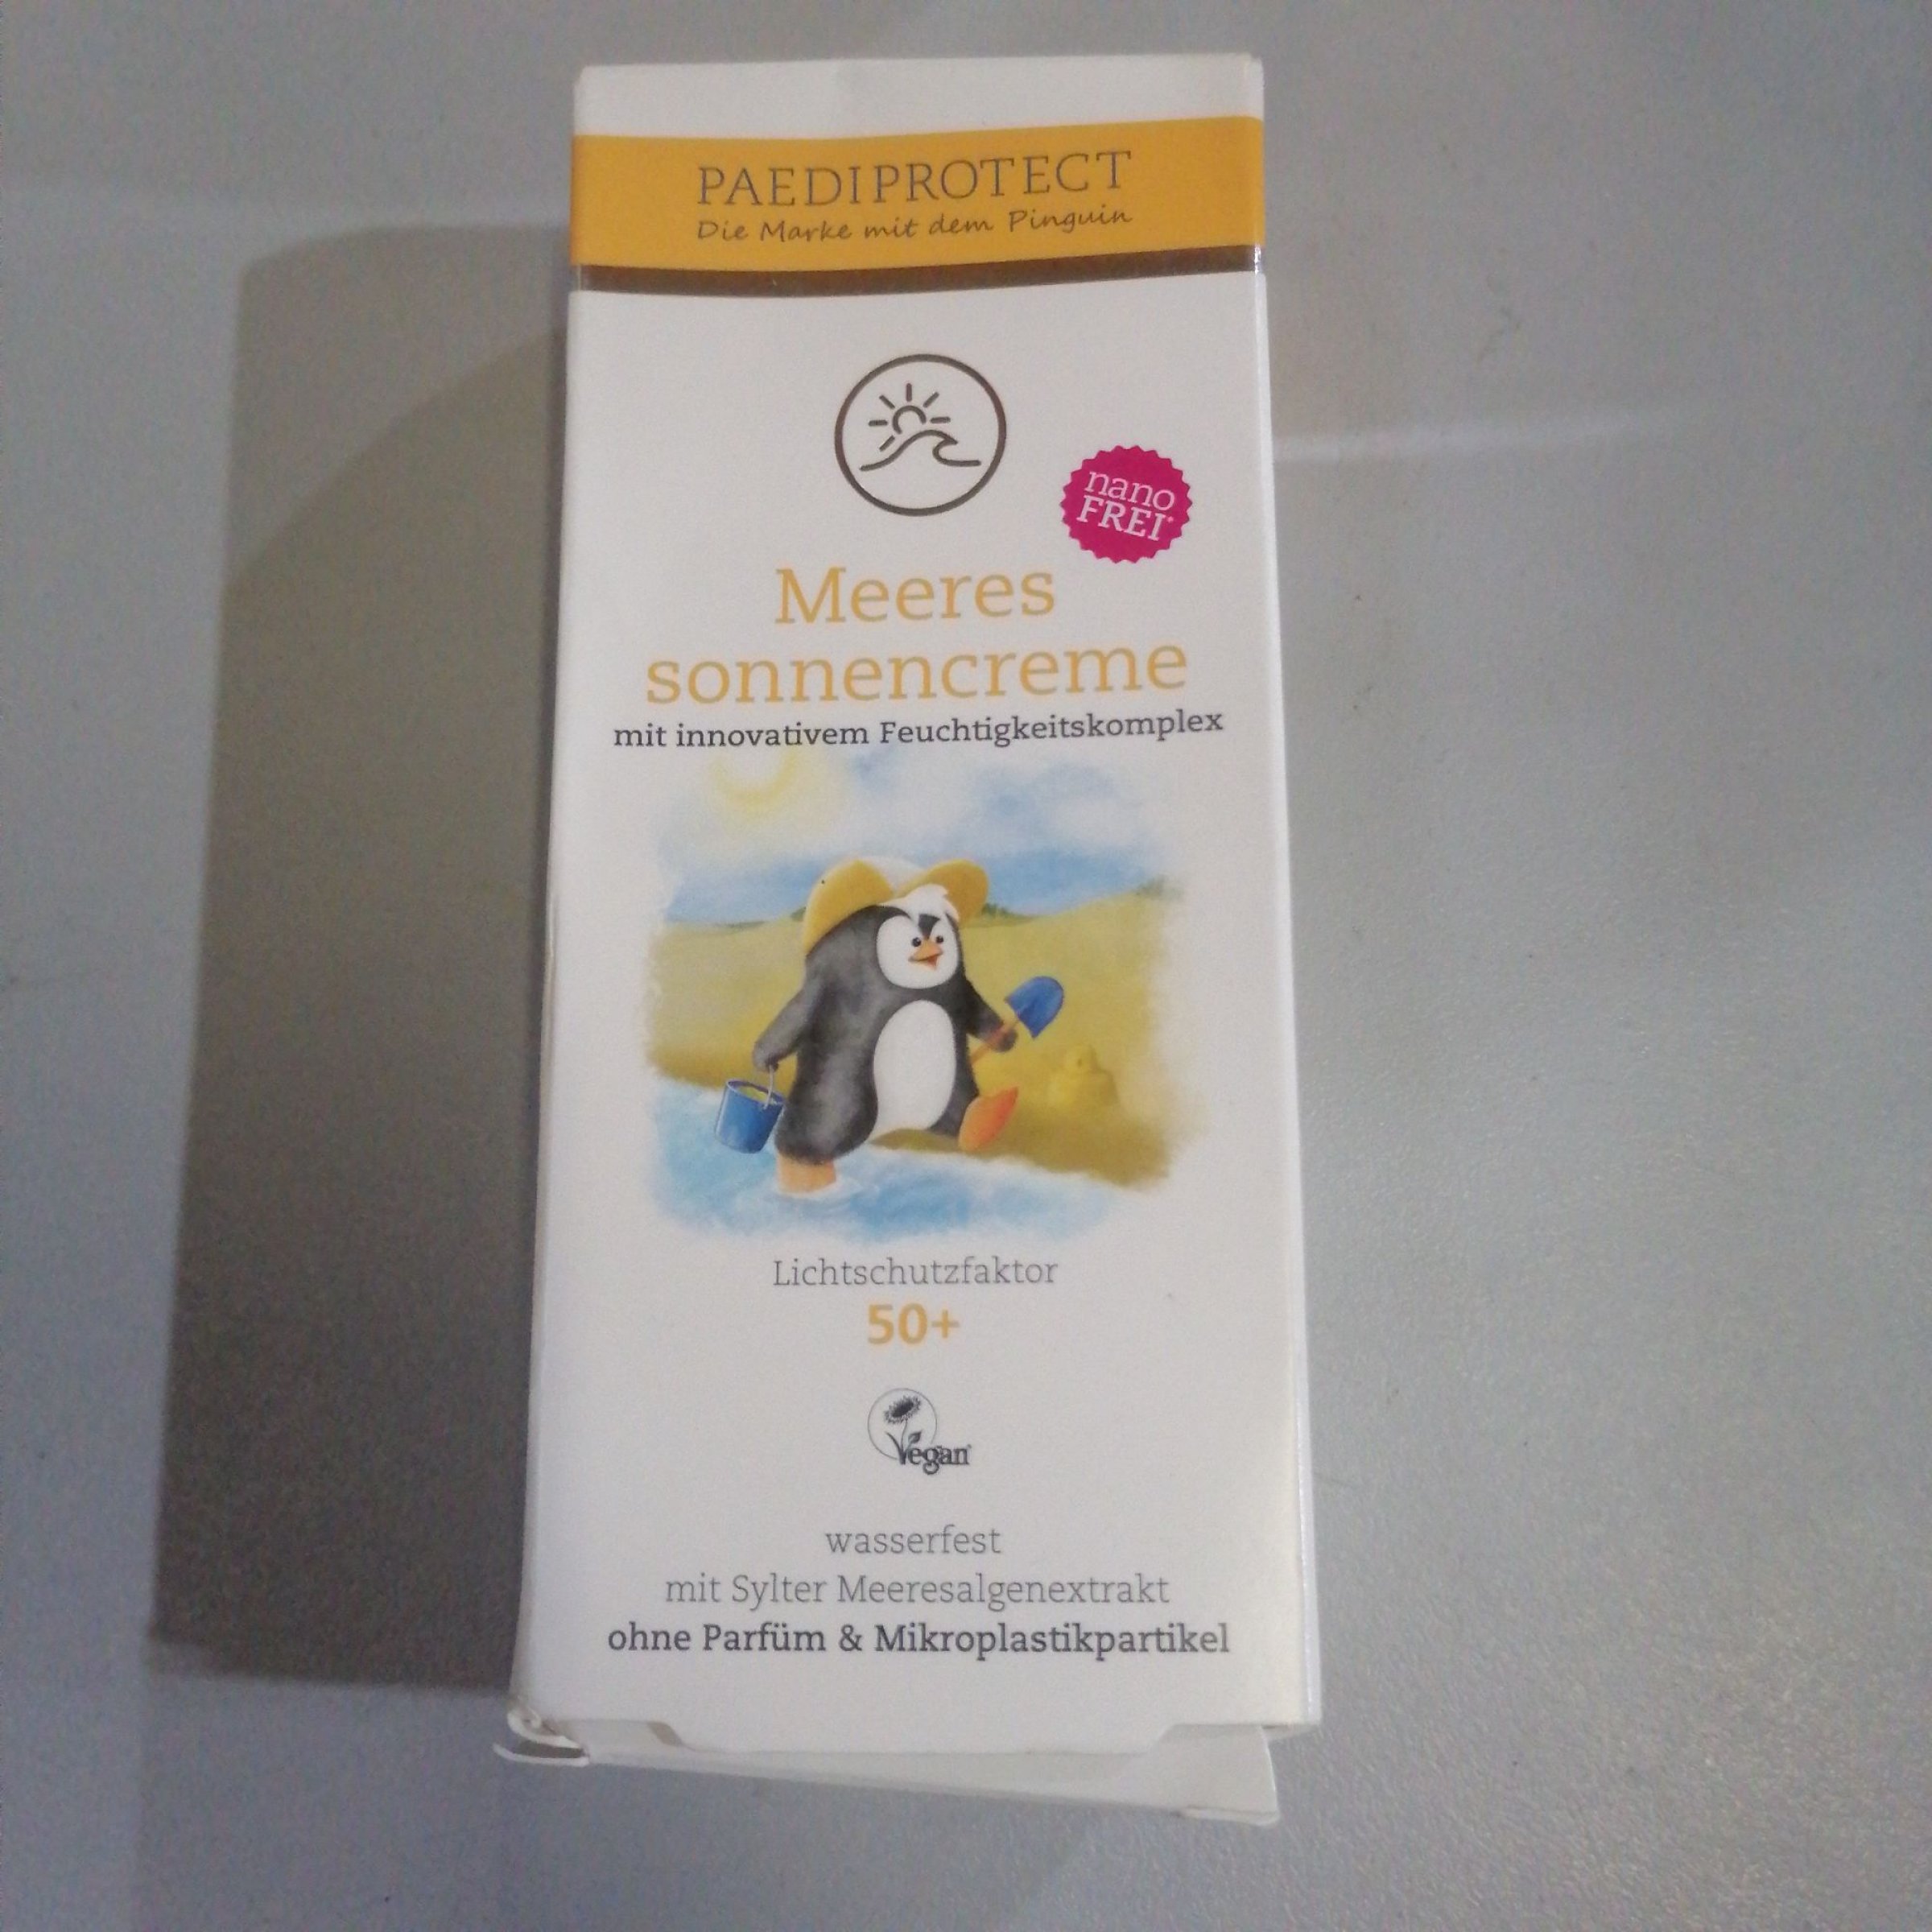 PAEDIPROTECT
Die Marke mit dem Pinguin
nano
FREI*
Meeres
sonnencreme
mit innovativem Feuchtigkeitskomplex
Lichtschutzfaktor
50+
Vegan
wasserfest
mit Sylter Meeresalgenextrakt
ohne Parfüm & Mikroplastikpartikel